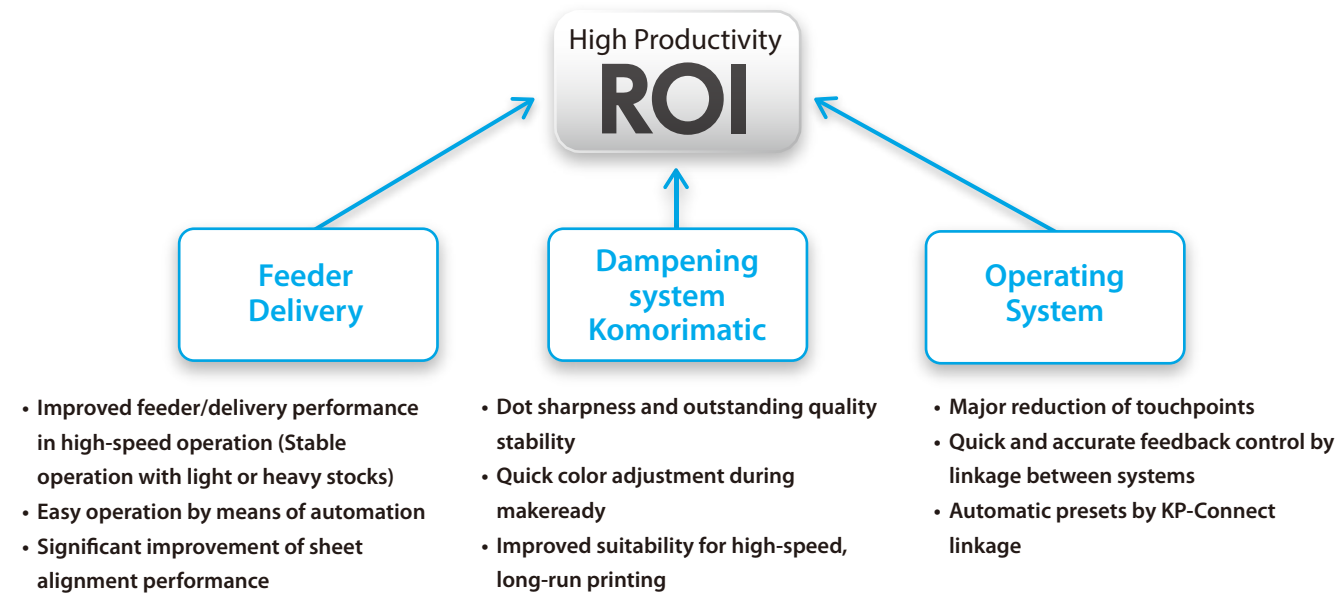 High Productivity
ROI
Feeder
Delivery
• Improved feeder/delivery performance
in high-speed operation (Stable
operation with light or heavy stocks)
• Easy operation by means of automation
• Significant improvement of sheet
alignment performance
Dampening
system
Komorimatic
• Dot sharpness and outstanding quality
stability
• Quick color adjustment during
makeready
• Improved suitability for high-speed,
long-run printing
Operating
System
• Major reduction of touchpoints
• Quick and accurate feedback control by
linkage between systems
• Automatic presets by KP-Connect
linkage